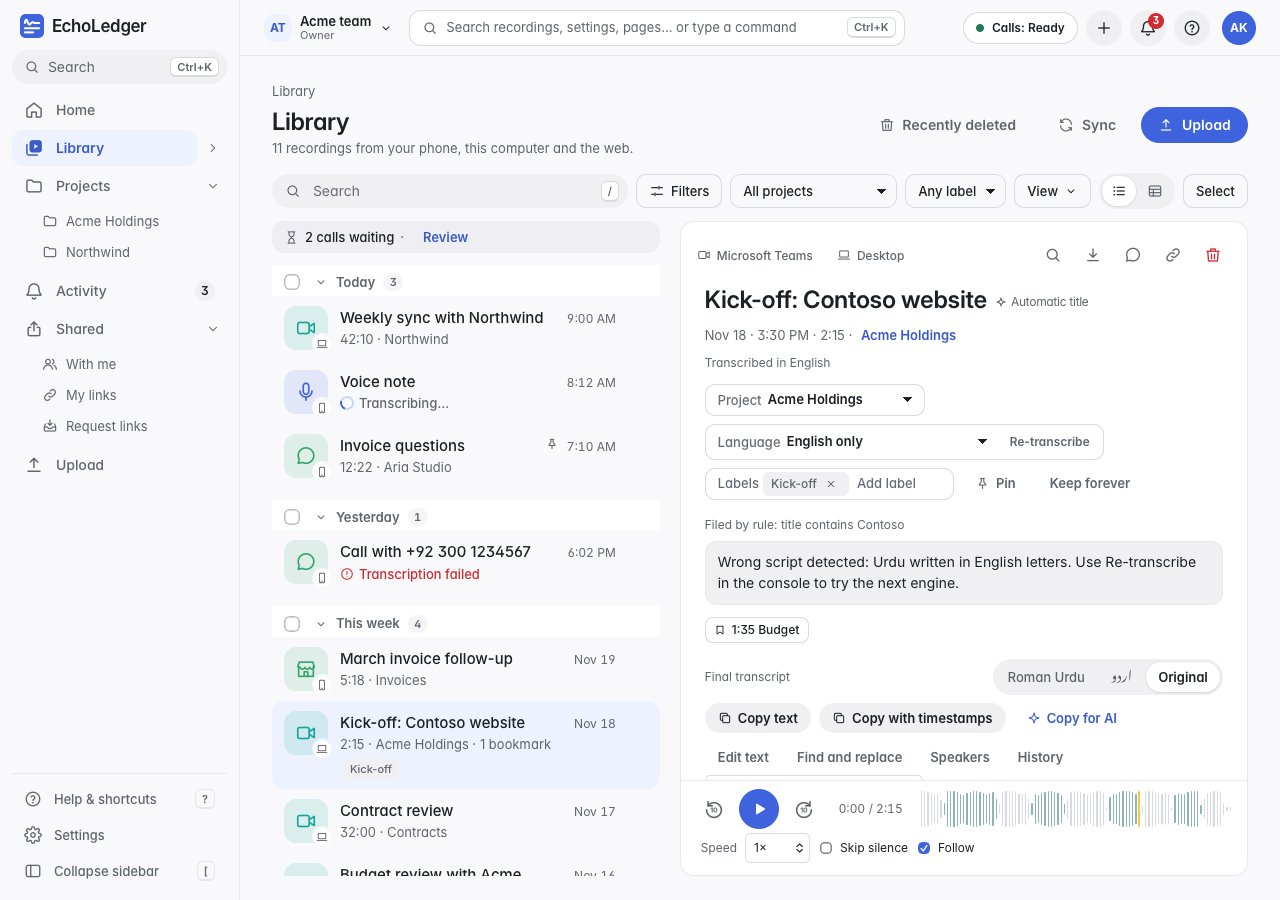 EchoLedger
Search Ctrl+K
Home
Library
Projects
Acme Holdings
Northwind
Activity 3
Shared
With me
My links
Request links
Upload
Help & shortcuts ?
Settings
Collapse sidebar [
AT Acme team
Owner
Search recordings, settings, pages... or type a command Ctrl+K
Calls: Ready
3
AK
Library
Library
11 recordings from your phone, this computer and the web.
Recently deleted Sync Upload
Search /
Filters All projects Any label View Select
2 calls waiting · Review
Today 3
Weekly sync with Northwind 9:00 AM
42:10 · Northwind
Voice note 8:12 AM
Transcribing...
Invoice questions 7:10 AM
12:22 · Aria Studio
Yesterday 1
Call with +92 300 1234567 6:02 PM
Transcription failed
This week 4
March invoice follow-up Nov 19
5:18 · Invoices
Kick-off: Contoso website Nov 18
2:15 · Acme Holdings · 1 bookmark
Kick-off
Contract review Nov 17
32:00 · Contracts
Budget review with Acme Nov 16
Microsoft Teams Desktop
Kick-off: Contoso website Automatic title
Nov 18 · 3:30 PM · 2:15 · Acme Holdings
Transcribed in English
Project Acme Holdings
Language English only Re-transcribe
Labels Kick-off × Add label Pin Keep forever
Filed by rule: title contains Contoso
Wrong script detected: Urdu written in English letters. Use Re-transcribe
in the console to try the next engine.
1:35 Budget
Final transcript Roman Urdu اردو Original
Copy text Copy with timestamps Copy for AI
Edit text Find and replace Speakers History
10 10 0:00 / 2:15
Speed 1× Skip silence Follow